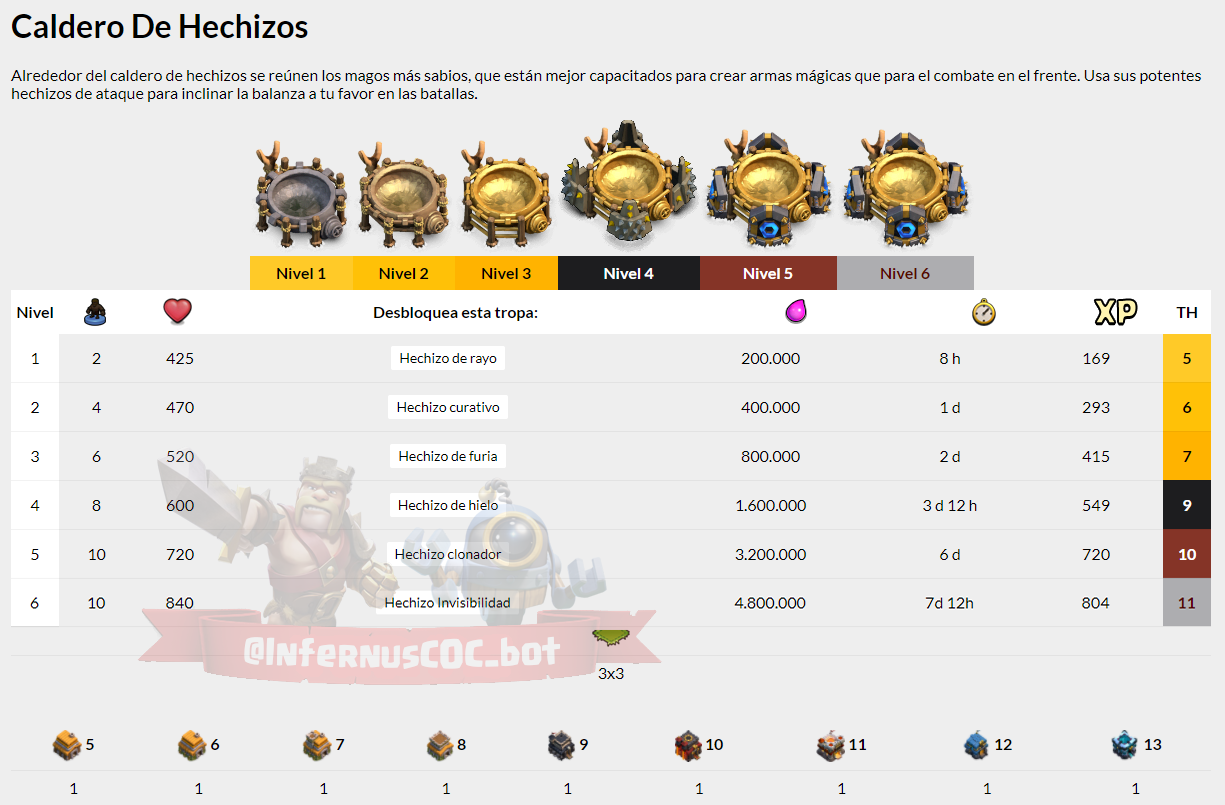 Caldero De Hechizos
Alrededor del caldero de hechizos se reúnen los magos más sabios, que están mejor capacitados para crear armas mágicas que para el combate en el frente. Usa sus potentes
hechizos de ataque para inclinar la balanza a tu favor en las batallas.
Nivel 1 Nivel 2 Nivel 3 Nivel 4 Nivel 5 Nivel 6
Nivel Desbloquea esta tropa: XP TH
1 2 425 Hechizo de rayo 200.000 8 h 169 5
2 4 470 Hechizo curativo 400.000 1 d 293 6
3 6 520 Hechizo de furia 800.000 2 d 415 7
4 8 600 Hechizo de hielo 1.600.000 3 d 12 h 549 9
5 10 720 Hechizo clonador 3.200.000 6 d 720 10
6 10 840 Hechizo Invisibilidad 4.800.000 7d 12h 804 11
@InfernusCOC_bot
3x3
5 6 7 8 9 10 11 12 13
1 1 1 1 1 1 1 1 1